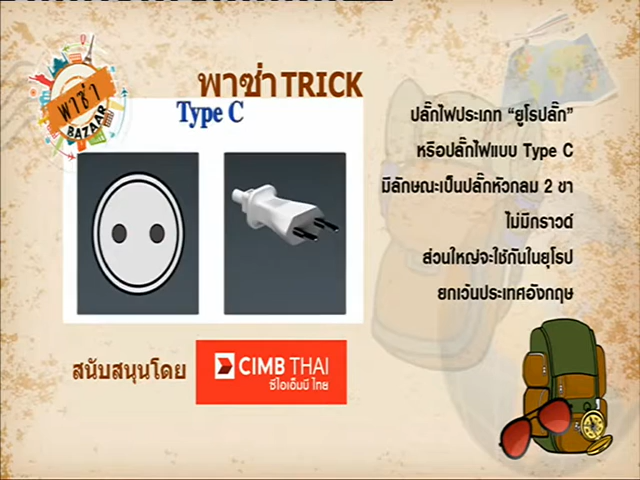 พาซ่า
BAZAAR
พาซ่า TRICK
Type C
ปลั๊กไฟประเภท “ยูโรปลั๊ก”
หรือปลั๊กไฟแบบ Type C
มีลักษณะเป็นปลั๊กหัวกลม 2 ขา
ไม่มีกราวด์
ส่วนใหญ่จะใช้กันในยุโรป
ยกเว้นประเทศอังกฤษ
สนับสนุนโดย
CIMB THAI
ซีไอเอ็มบี ไทย